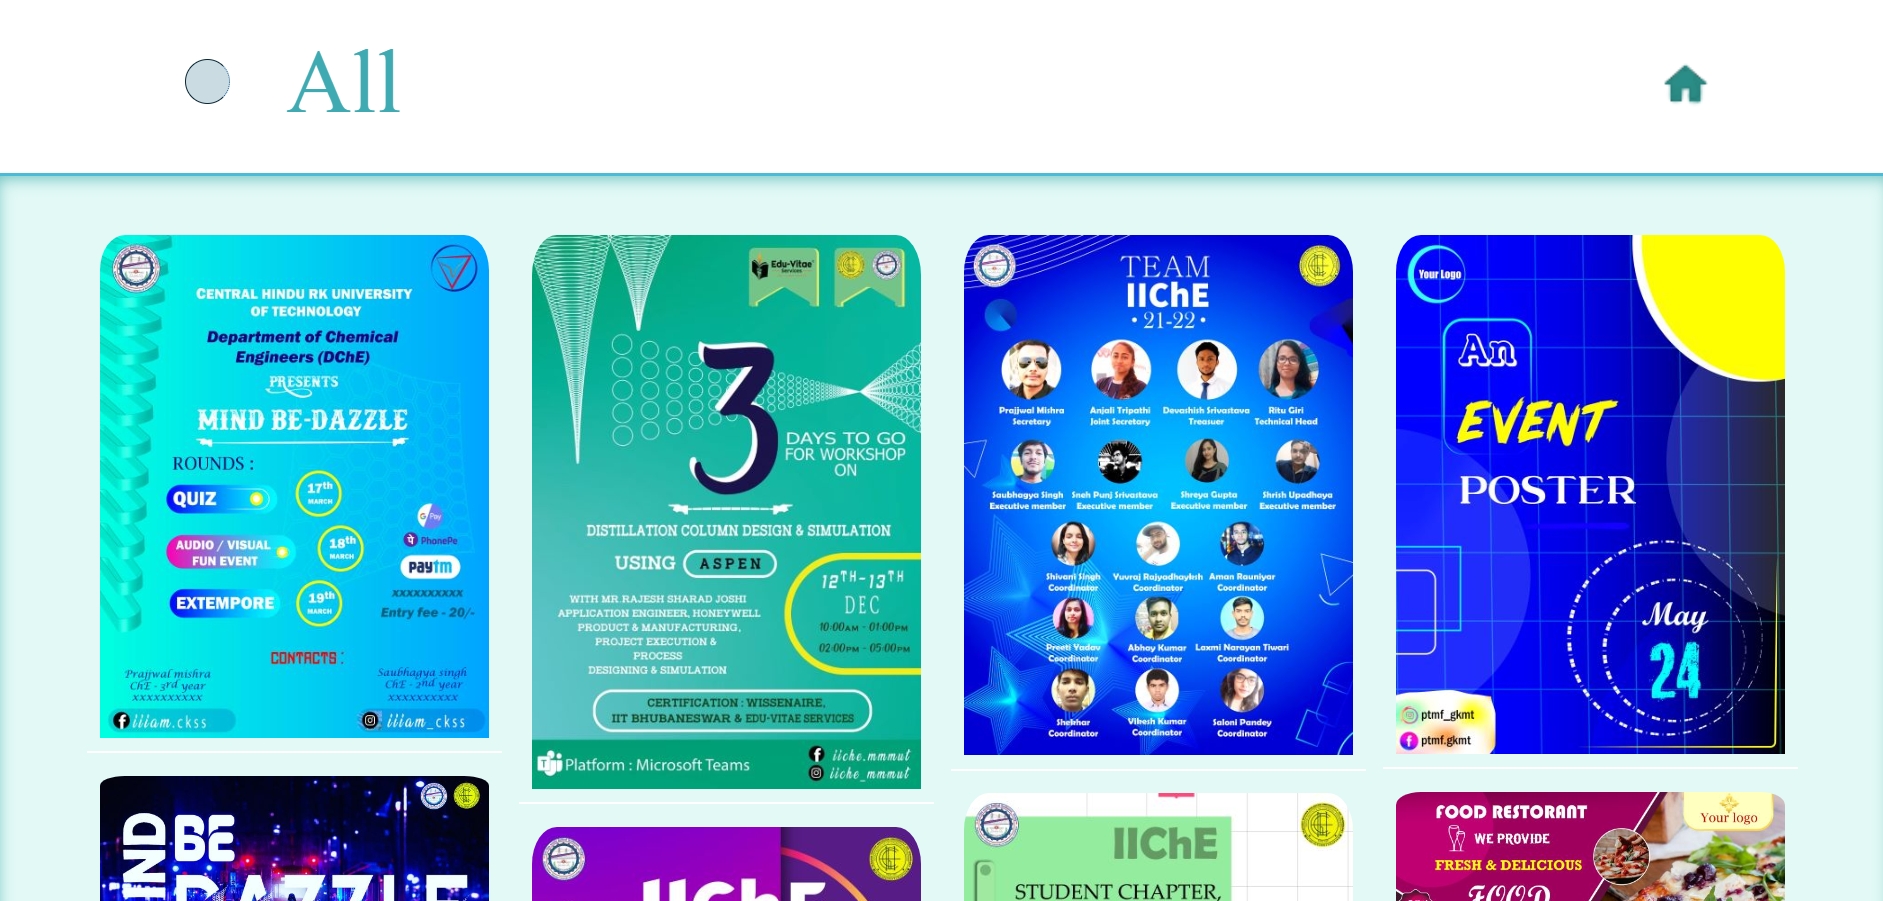 All
CENTRAL HINDU RK UNIVERSITY
OF TECHNOLOGY
Department of Chemical
Engineers (DChE)
PRESENTS
MIND BE-DAZZLE
ROUNDS :
QUIZ
17th
MARCH
AUDIO / VISUAL
FUN EVENT
18th
MARCH
EXTEMPORE
19th
MARCH
G Pay
PhonePe
paytm
xxxxxxxxxx
Entry fee - 20/-
CONTACTS :
Prajjwal mishra
ChE - 3rd year
xxxxxxxxxx
Saubhagya singh
ChE - 2nd year
xxxxxxxxxx
iiiam.ckss
iiiam_ckss
Edu-Vitae
Services
3
DAYS TO GO
FOR WORKSHOP
ON
DISTILLATION COLUMN DESIGN & SIMULATION
USING ASPEN
WITH MR RAJESH SHARAD JOSHI
APPLICATION ENGINEER, HONEYWELL
PRODUCT & MANUFACTURING,
PROJECT EXECUTION &
PROCESS
DESIGNING & SIMULATION
12TH-13TH
DEC
10:00AM - 01:00PM
02:00PM - 05:00PM
CERTIFICATION : WISSENAIRE,
IIT BHUBANESWAR & EDU-VITAE SERVICES
Platform : Microsoft Teams
iiche.mmmut
iiche_mmmut
TEAM
IIChE
• 21-22 •
Prajjwal Mishra
Secretary
Anjali Tripathi
Joint Secretary
Devashish Srivastava
Treasuer
Ritu Giri
Technical Head
Saubhagya Singh
Executive member
Sneh Punj Srivastava
Executive member
Shreya Gupta
Executive member
Shrish Upadhaya
Executive member
Shivani Singh
Coordinator
Yuvraj Rajyadhayksh
Coordinator
Aman Rauniyar
Coordinator
Preeti Yadav
Coordinator
Abhay Kumar
Coordinator
Laxmi Narayan Tiwari
Coordinator
Shekhar
Coordinator
Vikesh Kumar
Coordinator
Saloni Pandey
Coordinator
Your Logo
An
EVENT
POSTER
May
24
ptmf_gkmt
ptmf.gkmt
BE
DAZZLE
IIChE
IIChE
STUDENT CHAPTER,
FOOD RESTORANT
WE PROVIDE
FRESH & DELICIOUS
FOOD
Your logo